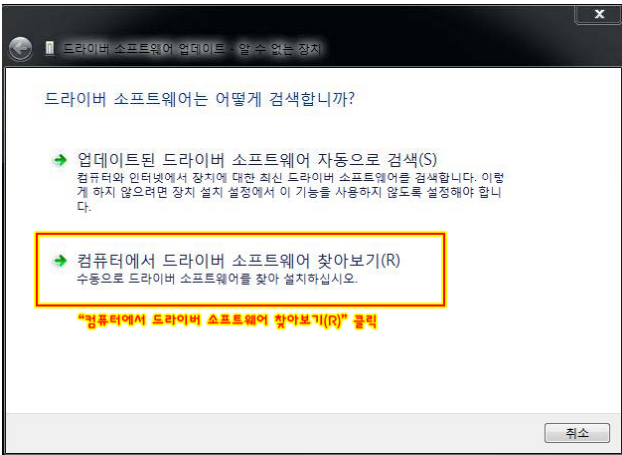 드라이버 소프트웨어 업데이트 - 알 수 없는 장치
드라이버 소프트웨어는 어떻게 검색합니까?
업데이트된 드라이버 소프트웨어 자동으로 검색(S)
컴퓨터와 인터넷에서 장치에 대한 최신 드라이버 소프트웨어를 검색합니다. 이렇
게 하지 않으려면 장치 설치 설정에서 이 기능을 사용하지 않도록 설정해야 합니
다.
컴퓨터에서 드라이버 소프트웨어 찾아보기(R)
수동으로 드라이버 소프트웨어를 찾아 설치하십시오.
“컴퓨터에서 드라이버 소프트웨어 찾아보기(R)” 클릭
취소